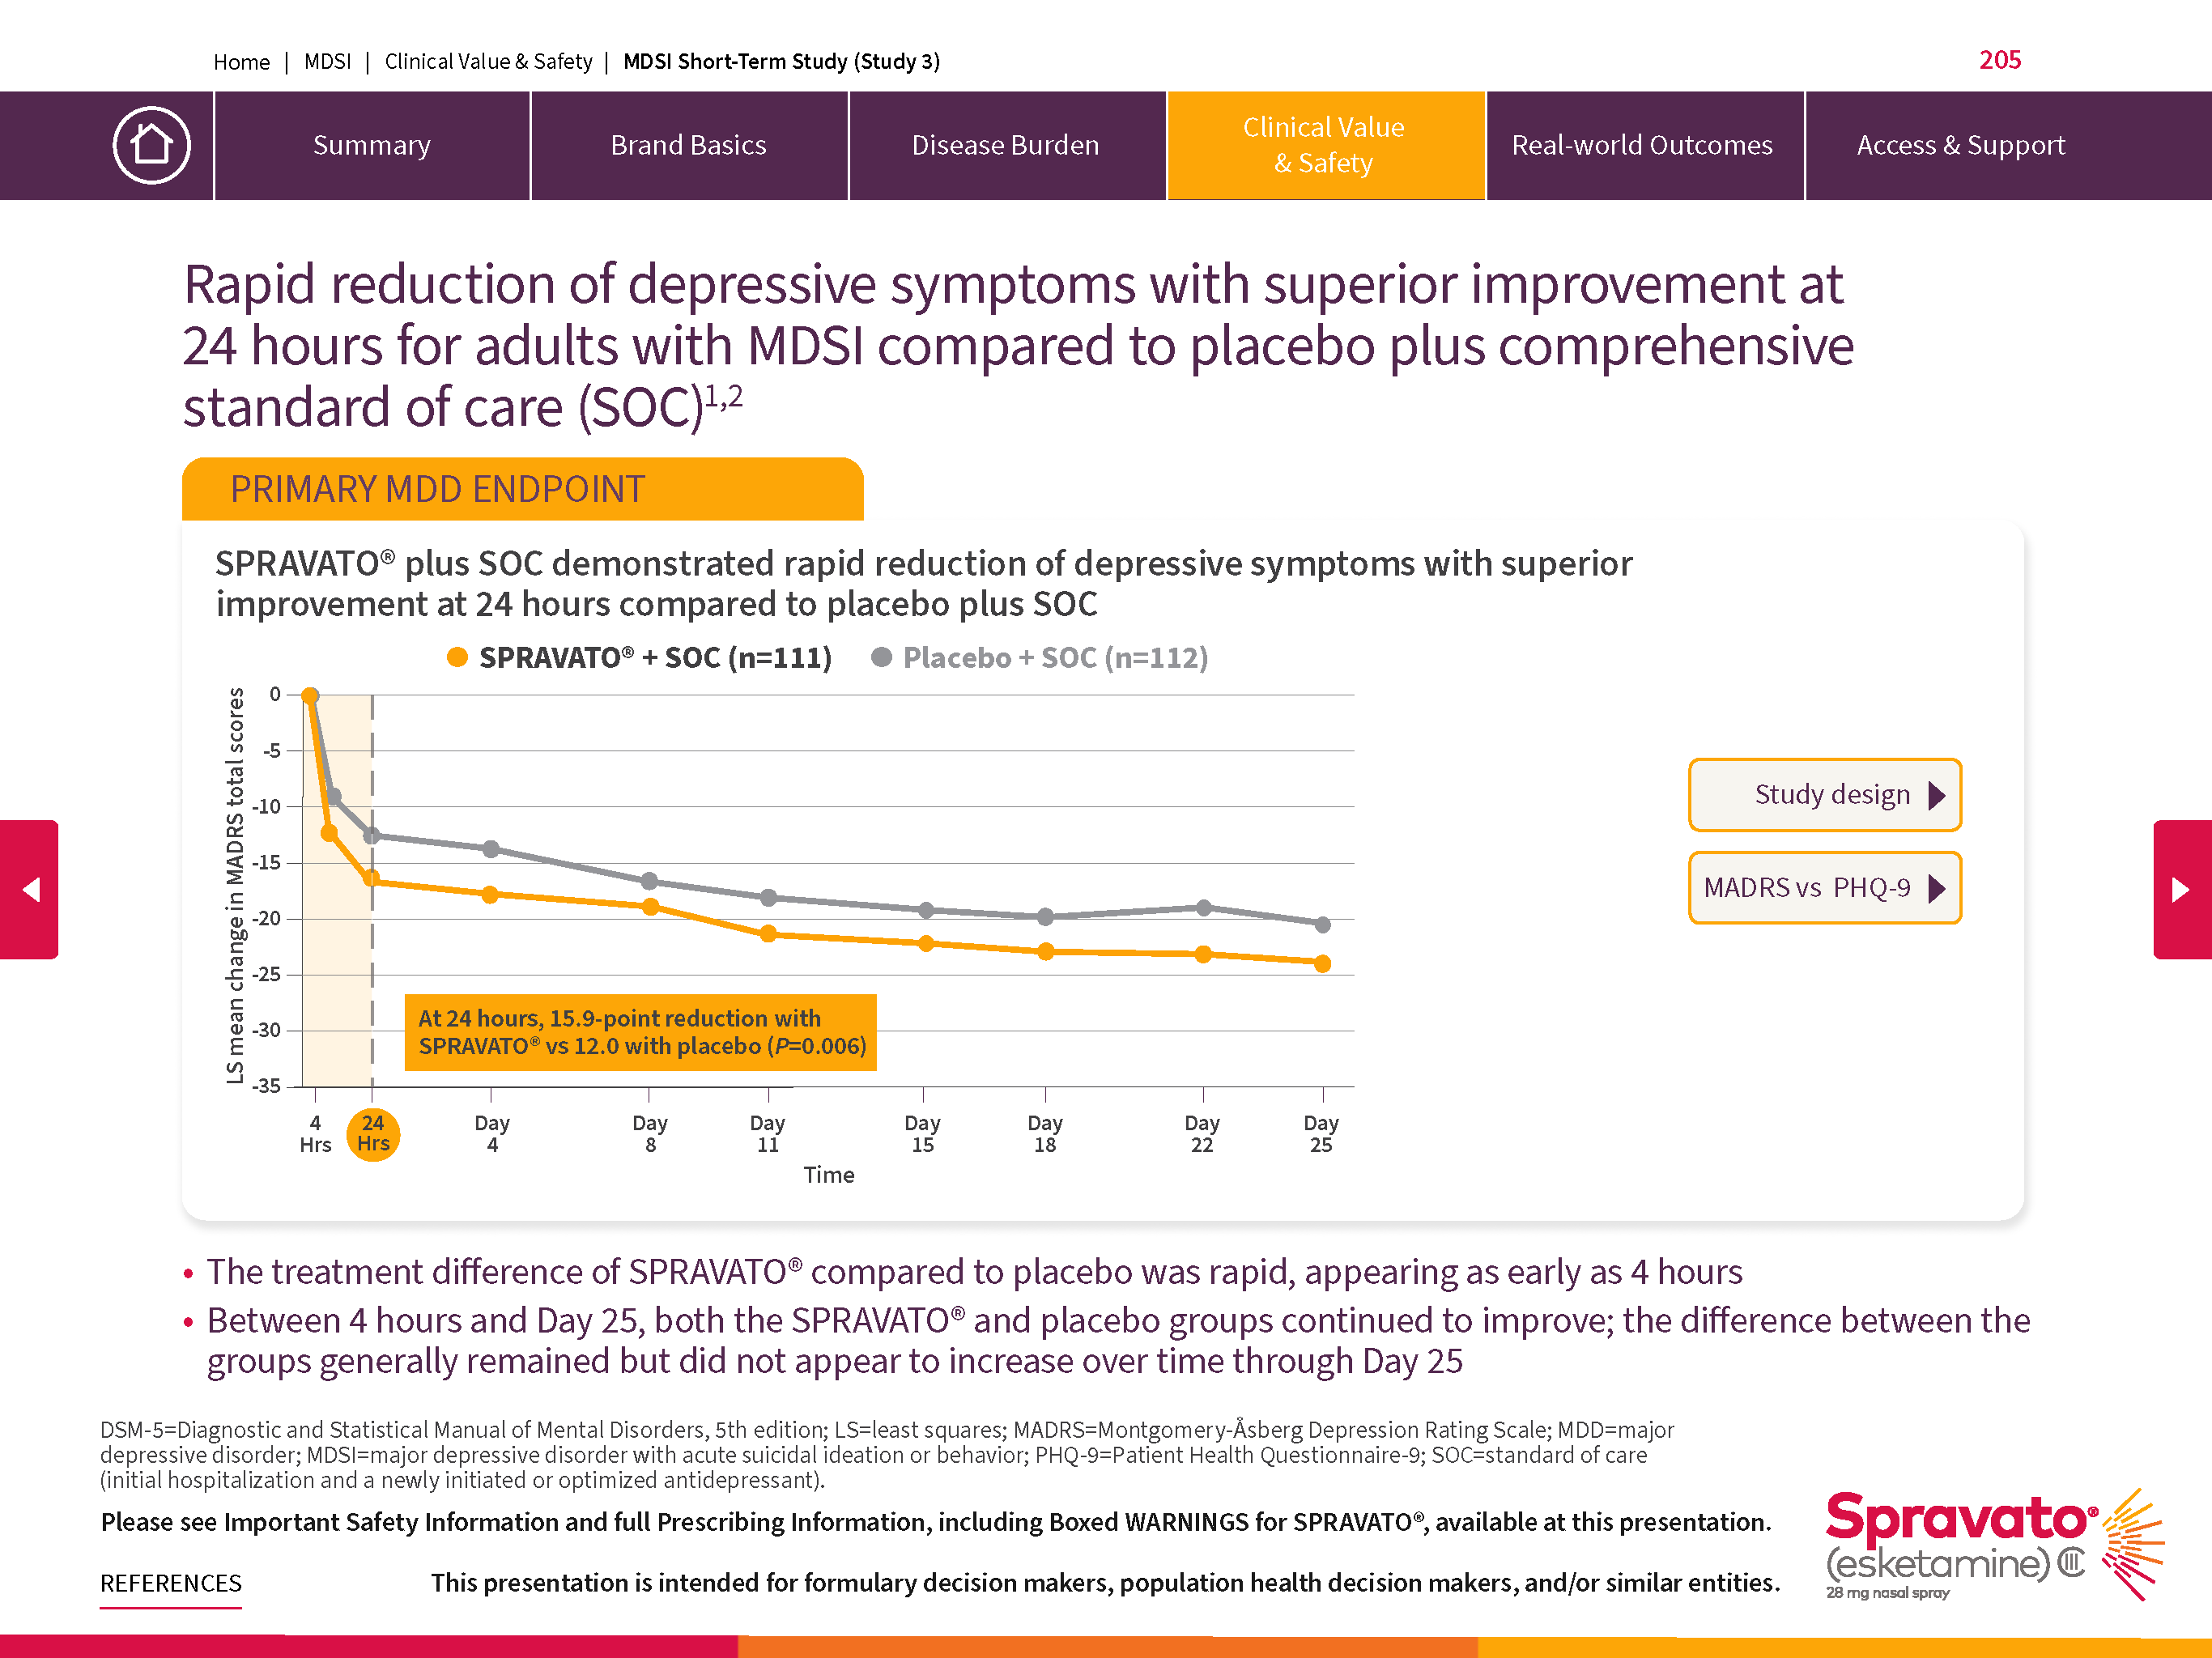 Home | MDSI | Clinical Value & Safety | MDSI Short-Term Study (Study 3)
205
Summary
Brand Basics
Disease Burden
Clinical Value
& Safety
Real-world Outcomes
Access & Support
Rapid reduction of depressive symptoms with superior improvement at
24 hours for adults with MDSI compared to placebo plus comprehensive
standard of care (SOC)1,2
PRIMARY MDD ENDPOINT
SPRAVATO® plus SOC demonstrated rapid reduction of depressive symptoms with superior
improvement at 24 hours compared to placebo plus SOC
SPRAVATO® + SOC (n=111)
Placebo + SOC (n=112)
LS mean change in MADRS total scores
0
-5
-10
-15
-20
-25
-30
-35
At 24 hours, 15.9-point reduction with
SPRAVATO® vs 12.0 with placebo (P=0.006)
4
Hrs
24
Hrs
Day
4
Day
8
Day
11
Day
15
Day
18
Day
22
Day
25
Time
Study design
MADRS vs PHQ-9
• The treatment difference of SPRAVATO® compared to placebo was rapid, appearing as early as 4 hours
• Between 4 hours and Day 25, both the SPRAVATO® and placebo groups continued to improve; the difference between the
groups generally remained but did not appear to increase over time through Day 25
DSM-5=Diagnostic and Statistical Manual of Mental Disorders, 5th edition; LS=least squares; MADRS=Montgomery-Åsberg Depression Rating Scale; MDD=major
depressive disorder; MDSI=major depressive disorder with acute suicidal ideation or behavior; PHQ-9=Patient Health Questionnaire-9; SOC=standard of care
(initial hospitalization and a newly initiated or optimized antidepressant).
Please see Important Safety Information and full Prescribing Information, including Boxed WARNINGS for SPRAVATO®, available at this presentation.
REFERENCES
This presentation is intended for formulary decision makers, population health decision makers, and/or similar entities.
Spravato®
(esketamine) CIII
28 mg nasal spray